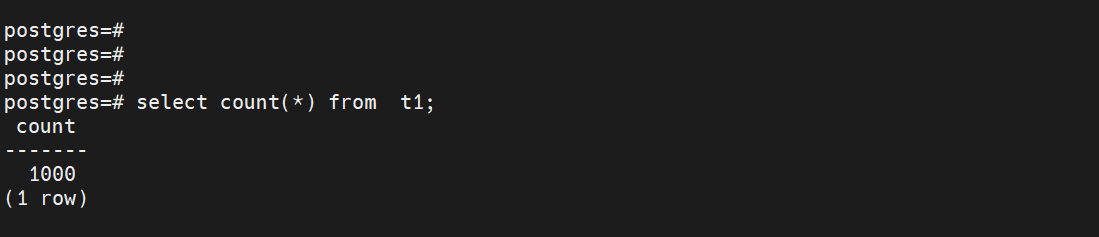 postgres=#
postgres=#
postgres=#
postgres=# select count(*) from  t1;
 count
-------
  1000
(1 row)